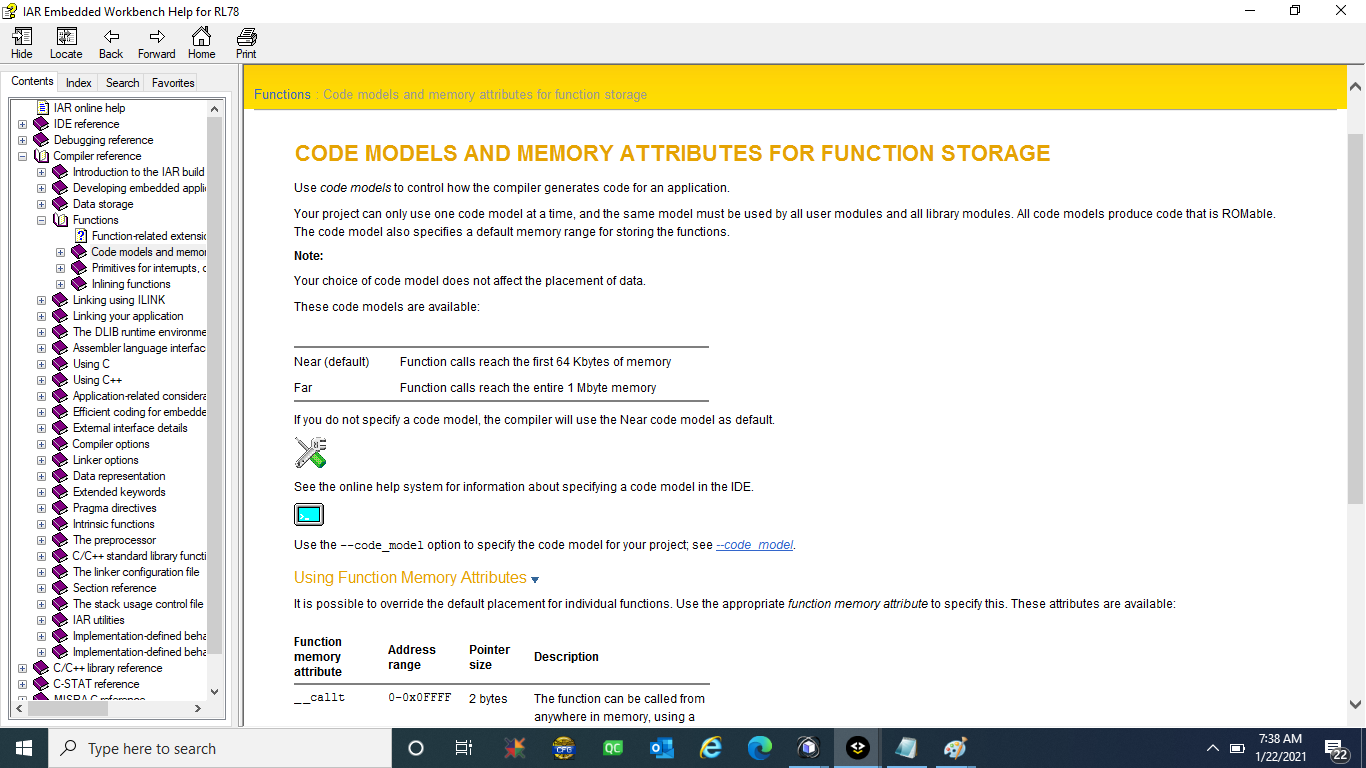 IAR Embedded Workbench Help for RL78
Hide Locate Back Forward Home Print
Contents Index Search Favorites
IAR online help
IDE reference
Debugging reference
Compiler reference
Introduction to the IAR build
Developing embedded appli
Data storage
Functions
Function-related extensio
Code models and memor
Primitives for interrupts, c
Inlining functions
Linking using ILINK
Linking your application
The DLIB runtime environme
Assembler language interfac
Using C
Using C++
Application-related considera
Efficient coding for embedde
External interface details
Compiler options
Linker options
Data representation
Extended keywords
Pragma directives
Intrinsic functions
The preprocessor
C/C++ standard library functi
The linker configuration file
Section reference
The stack usage control file
IAR utilities
Implementation-defined beha
Implementation-defined beha
C/C++ library reference
C-STAT reference
MISRA C reference
Functions : Code models and memory attributes for function storage
CODE MODELS AND MEMORY ATTRIBUTES FOR FUNCTION STORAGE
Use code models to control how the compiler generates code for an application.
Your project can only use one code model at a time, and the same model must be used by all user modules and all library modules. All code models produce code that is ROMable.
The code model also specifies a default memory range for storing the functions.
Note:
Your choice of code model does not affect the placement of data.
These code models are available:
Near (default) Function calls reach the first 64 Kbytes of memory
Far Function calls reach the entire 1 Mbyte memory
If you do not specify a code model, the compiler will use the Near code model as default.
See the online help system for information about specifying a code model in the IDE.
Use the --code_model option to specify the code model for your project; see --code_model.
Using Function Memory Attributes
It is possible to override the default placement for individual functions. Use the appropriate function memory attribute to specify this. These attributes are available:
Function memory attribute Address range Pointer size Description
__callt 0-0x0FFFF 2 bytes The function can be called from
anywhere in memory, using a
Type here to search
CFG
QC
7:38 AM
1/22/2021
22